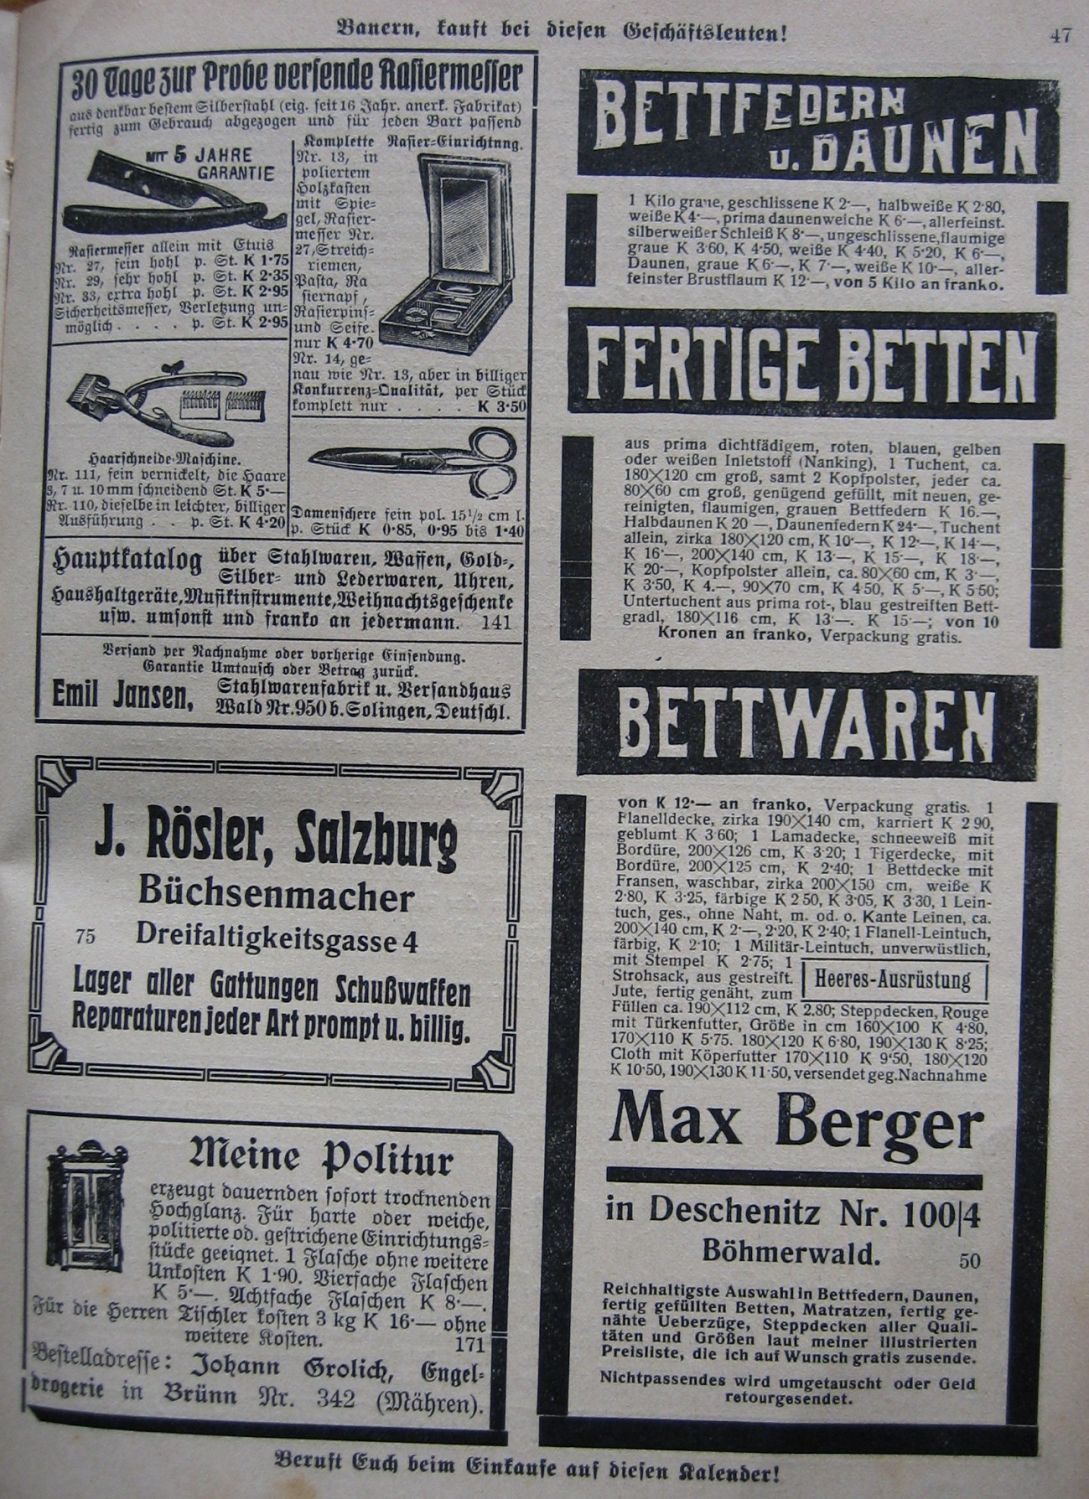 Bauern, kauft bei diesen Geschäftsleuten!
47
30 Tage zur Probe versende Rasiermesser
aus denkbar bestem Silberstahl (eig. seit 16 Jahr. anerk. Fabrikat)
fertig zum Gebrauch abgezogen und für jeden Bart passend
MIT 5 JAHRE
GARANTIE
Rasiermesser allein mit Etuis
Nr. 27, fein hohl p. St. K 1·75
Nr. 29, sehr hohl p. St. K 2·35
Nr. 33, extra hohl p. St. K 2·95
Sicherheitsmesser, Verletzung un-
möglich . . . . p. St. K 2·95
Komplette Rasier-Einrichtung.
Nr. 13, in
poliertem
Holzkasten
mit Spie-
gel, Rasier-
messer Nr.
27, Streich-
riemen,
Pasta, Ra
siernapf,
Rasierpins-
und Seife.
nur K 4·70
Nr. 14, ge-
nau wie Nr. 13, aber in billiger
Konkurrenz-Qualität, per Stück
komplett nur . . . . . K 3·50
Haarschneide-Maschine.
Nr. 111, fein vernickelt, die Haare
3, 7 u. 10 mm schneidend St. K 5·—
Nr. 110, dieselbe in leichter, billiger
Ausführung . . p. St. K 4·20
Damenschere fein pol. 15½ cm l.
p. Stück K 0·85, 0·95 bis 1·40
Hauptkatalog über Stahlwaren, Waffen, Gold-,
Silber- und Lederwaren, Uhren,
Haushaltgeräte, Musikinstrumente, Weihnachtsgeschenke
usw. umsonst und franko an jedermann. 141
Versand per Nachnahme oder vorherige Einsendung.
Garantie Umtausch oder Betrag zurück.
Emil Jansen, Stahlwarenfabrik u. Versandhaus
Wald Nr. 950 b. Solingen, Deutschl.
J. Rösler, Salzburg
Büchsenmacher
75 Dreifaltigkeitsgasse 4
Lager aller Gattungen Schußwaffen
Reparaturen jeder Art prompt u. billig.
Meine Politur
erzeugt dauernden sofort trocknenden
Hochglanz. Für harte oder weiche,
politierte od. gestrichene Einrichtungs-
stücke geeignet. 1 Flasche ohne weitere
Unkosten K 1·90. Vierfache Flaschen
K 5·—. Achtfache Flaschen K 8·—.
Für die Herren Tischler kosten 3 kg K 16·— ohne
weitere Kosten. 171
Bestelladresse: Johann Grolich, Engel-
drogerie in Brünn Nr. 342 (Mähren).
BETTFEDERN
u. DAUNEN
1 Kilo graue, geschlissene K 2·—, halbweiße K 2·80,
weiße K 4·—, prima daunenweiche K 6·—, allerfeinst.
silberweißer Schleiß K 8·—, ungeschlissene, flaumige
graue K 3·60, K 4·50, weiße K 4·40, K 5·20, K 6·—,
Daunen, graue K 6·—, K 7·—, weiße K 10·—, aller-
feinster Brustflaum K 12·—, von 5 Kilo an franko.
FERTIGE BETTEN
aus prima dichtfädigem, roten, blauen, gelben
oder weißen Inletstoff (Nanking), 1 Tuchent, ca.
180×120 cm groß, samt 2 Kopfpolster, jeder ca.
80×60 cm groß, genügend gefüllt, mit neuen, ge-
reinigten, flaumigen, grauen Bettfedern K 16.—,
Halbdaunen K 20 —, Daunenfedern K 24·—, Tuchent
allein, zirka 180×120 cm, K 10·—, K 12·—, K 14·—,
K 16·—, 200×140 cm, K 13·—, K 15·—, K 18·—,
K 20·—, Kopfpolster allein, ca. 80×60 cm, K 3·—,
K 3·50, K 4.—, 90×70 cm, K 4·50, K 5·—, K 5·50;
Untertuchent aus prima rot-, blau gestreiften Bett-
gradl, 180×116 cm, K 13·—. K 15·—; von 10
Kronen an franko, Verpackung gratis.
BETTWAREN
von K 12·— an franko, Verpackung gratis. 1
Flanelldecke, zirka 190×140 cm, karriert K 2·90,
geblumt K 3·60; 1 Lamadecke, schneeweiß mit
Bordüre, 200×126 cm, K 3·20; 1 Tigerdecke, mit
Bordüre, 200×125 cm, K 2·40; 1 Bettdecke mit
Fransen, waschbar, zirka 200×150 cm, weiße K
2·80, K 3·25, färbige K 2·50, K 3·05, K 3·30, 1 Lein-
tuch, ges., ohne Naht, m. od. o. Kante Leinen, ca.
200×140 cm, K 2·—, 2·20, K 2·40; 1 Flanell-Leintuch,
färbig, K 2·10; 1 Militär-Leintuch, unverwüstlich,
mit Stempel K 2·75; 1
Strohsack, aus gestreift.
Jute, fertig genäht, zum
Heeres-Ausrüstung
Füllen ca. 190×112 cm, K 2.80; Steppdecken, Rouge
mit Türkenfutter, Größe in cm 160×100 K 4·80,
170×110 K 5·75. 180×120 K 6·80, 190×130 K 8·25;
Cloth mit Köperfutter 170×110 K 9·50, 180×120
K 10·50, 190×130 K 11·50, versendet geg. Nachnahme
Max Berger
in Deschenitz Nr. 100|4
Böhmerwald. 50
Reichhaltigste Auswahl in Bettfedern, Daunen,
fertig gefüllten Betten, Matratzen, fertig ge-
nähte Ueberzüge, Steppdecken aller Quali-
täten und Größen laut meiner illustrierten
Preisliste, die ich auf Wunsch gratis zusende.
Nichtpassendes wird umgetauscht oder Geld
retourgesendet.
Beruft Euch beim Einkaufe auf diesen Kalender!